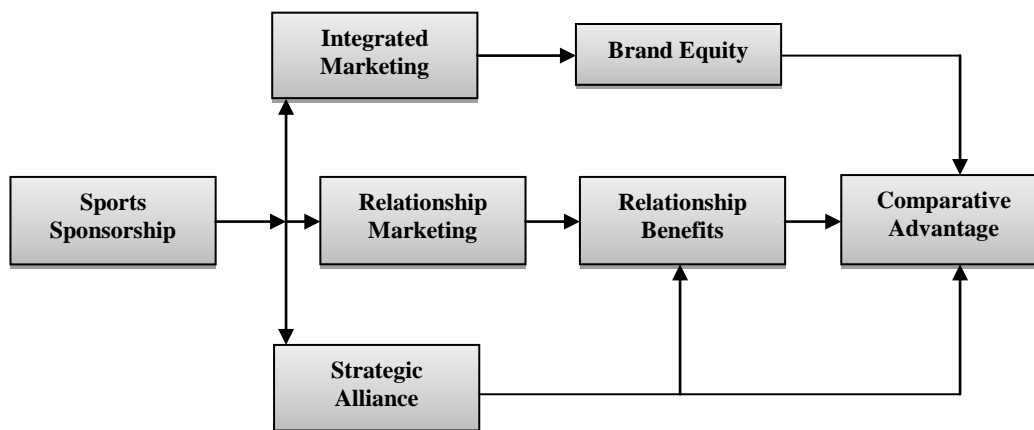 Integrated
Marketing
Brand Equity
Sports
Sponsorship
Relationship
Marketing
Relationship
Benefits
Comparative
Advantage
Strategic
Alliance